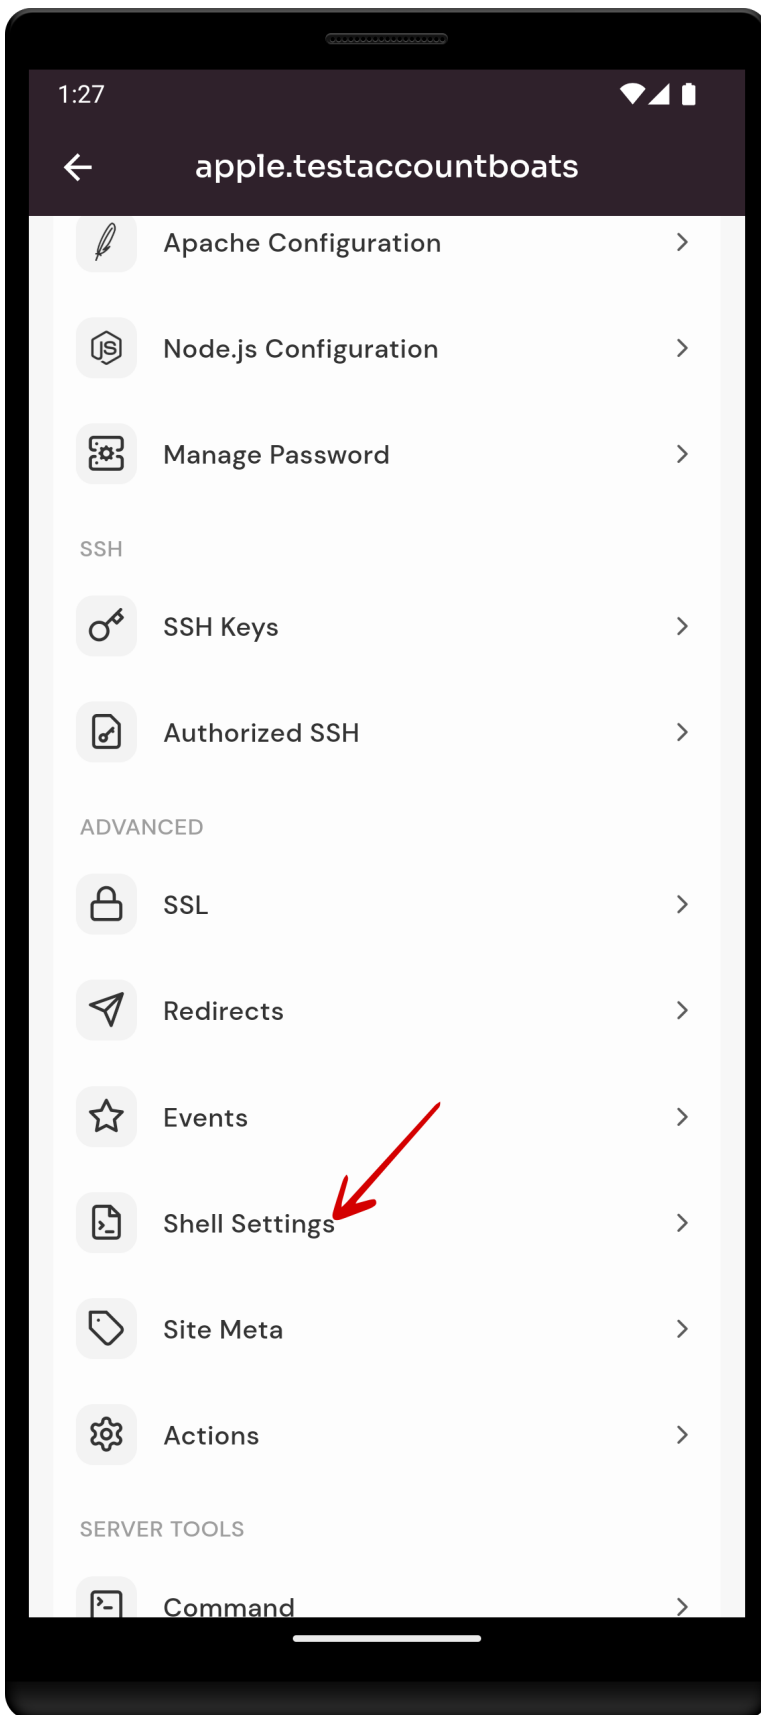 1:27
apple.testaccountboats
Apache Configuration
JS
Node.js Configuration
Manage Password
SSH
SSH Keys
Authorized SSH
ADVANCED
SSL
Redirects
Events
Shell Settings
Site Meta
Actions
SERVER TOOLS
Command